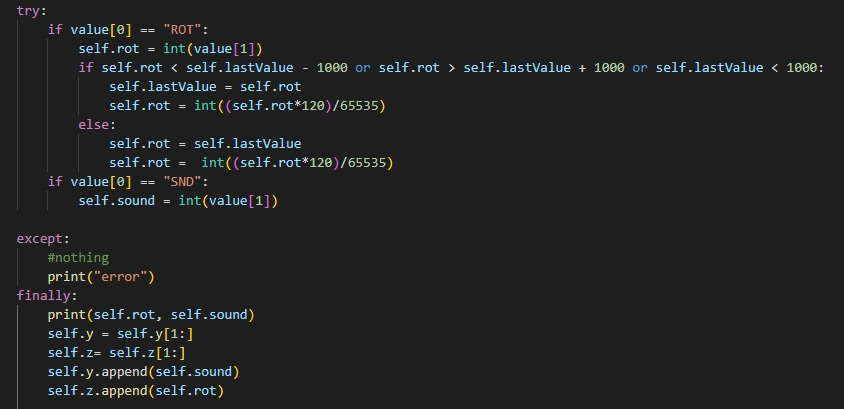 try:
    if value[0] == "ROT":
        self.rot = int(value[1])
        if self.rot < self.lastValue - 1000 or self.rot > self.lastValue + 1000 or self.lastValue < 1000:
            self.lastValue = self.rot
            self.rot = int((self.rot*120)/65535)
        else:
            self.rot = self.lastValue
            self.rot =  int((self.rot*120)/65535)
    if value[0] == "SND":
        self.sound = int(value[1])

except:
    #nothing
    print("error")
finally:
    print(self.rot, self.sound)
    self.y = self.y[1:]
    self.z= self.z[1:]
    self.y.append(self.sound)
    self.z.append(self.rot)